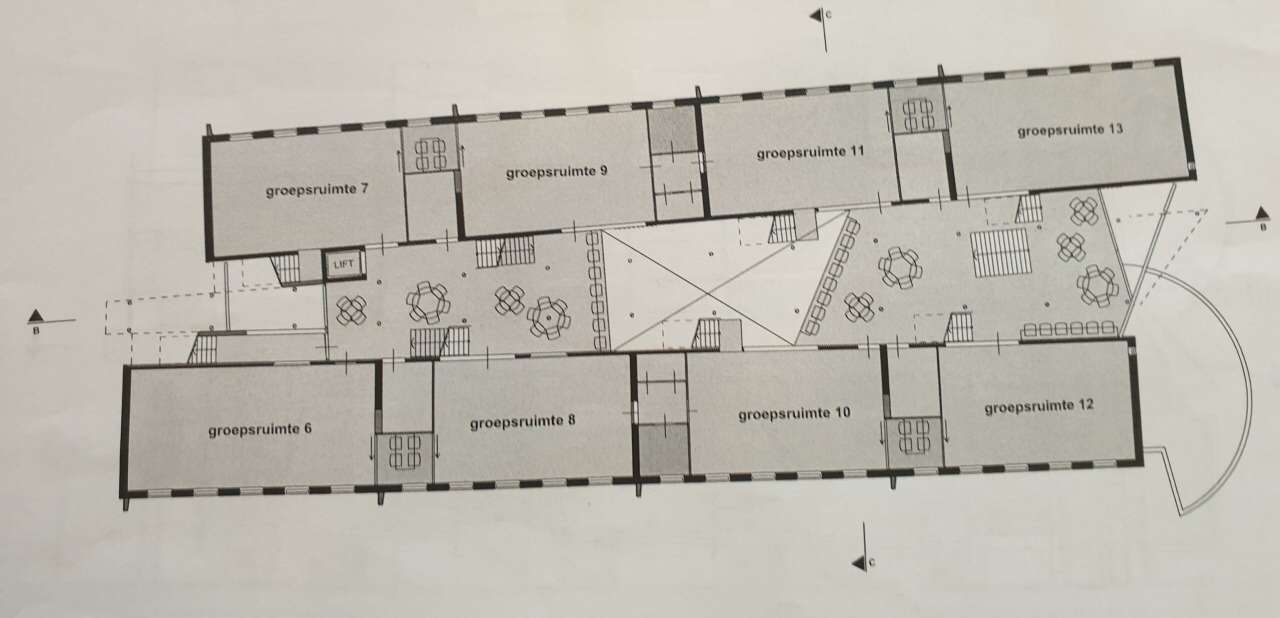 C
groepsruimte 13
groepsruimte 11
groepsruimte 9
groepsruimte 7
B
LIFT
B
groepsruimte 6
groepsruimte 8
groepsruimte 10
groepsruimte 12
C